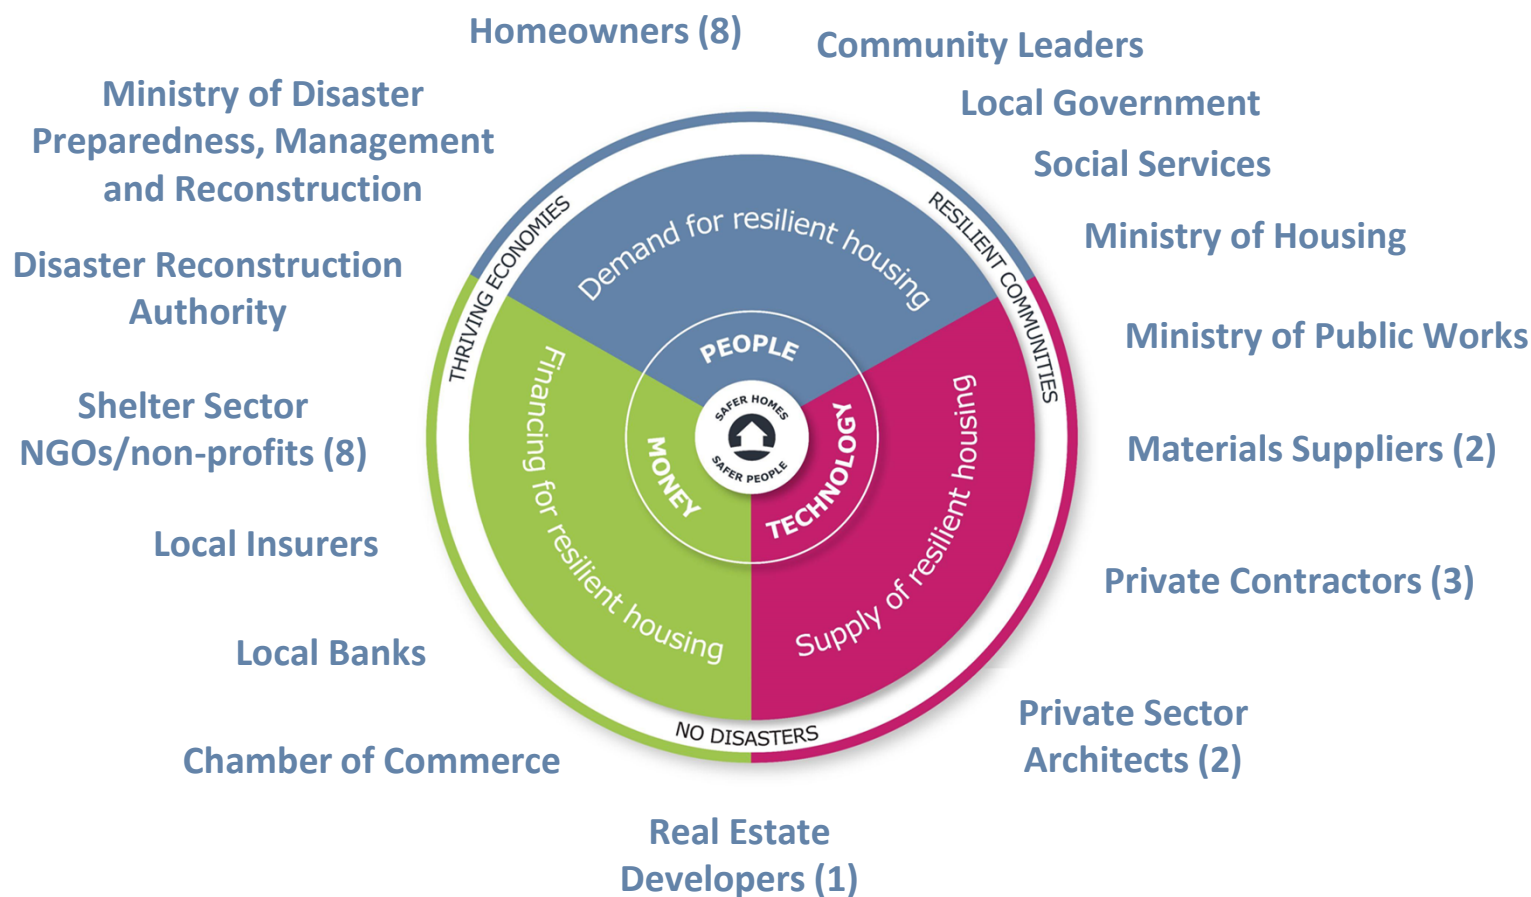 Homeowners (8)
Community Leaders
Local Government
Social Services
Ministry of Housing
Ministry of Public Works
Materials Suppliers (2)
Private Contractors (3)
Private Sector
Architects (2)
Real Estate
Developers (1)
Chamber of Commerce
Local Banks
Local Insurers
Shelter Sector
NGOs/non-profits (8)
Disaster Reconstruction
Authority
Ministry of Disaster
Preparedness, Management
and Reconstruction
THRIVING ECONOMIES
RESILIENT COMMUNITIES
NO DISASTERS
Demand for resilient housing
Supply of resilient housing
Financing for resilient housing
PEOPLE
TECHNOLOGY
MONEY
SAFER HOMES
SAFER PEOPLE